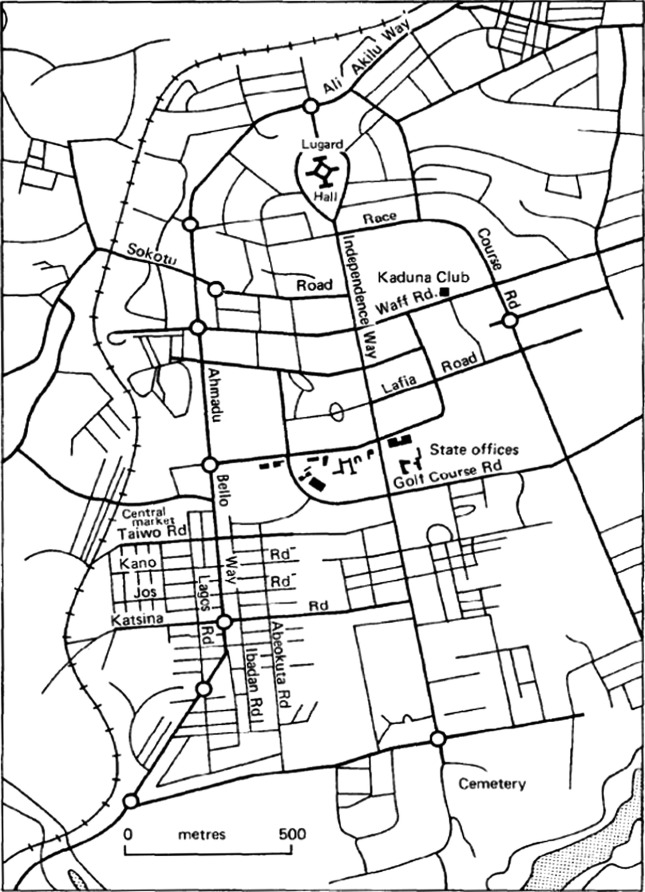 Ali Akilu Way
Lugard
Hall
Race
Course
Rd
Sokotu
Road
Independence Way
Kaduna Club
Waff Rd.
Lafia Road
Ahmadu
Bello
Way
State offices
Golf Course Rd
Central
market
Taiwo Rd
Kano
Rd
Jos
Rd
Lagos
Rd
Katsina
Rd
Ibadan Rd
Abeokuta Rd
Cemetery
0 metres 500